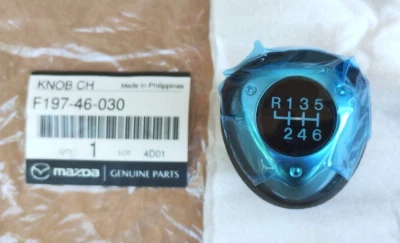 KNOB CH
Made in Philippines
F197-46-030
QTY 1 LOT 4D01
mazda GENUINE PARTS
R 1 3 5
2 4 6